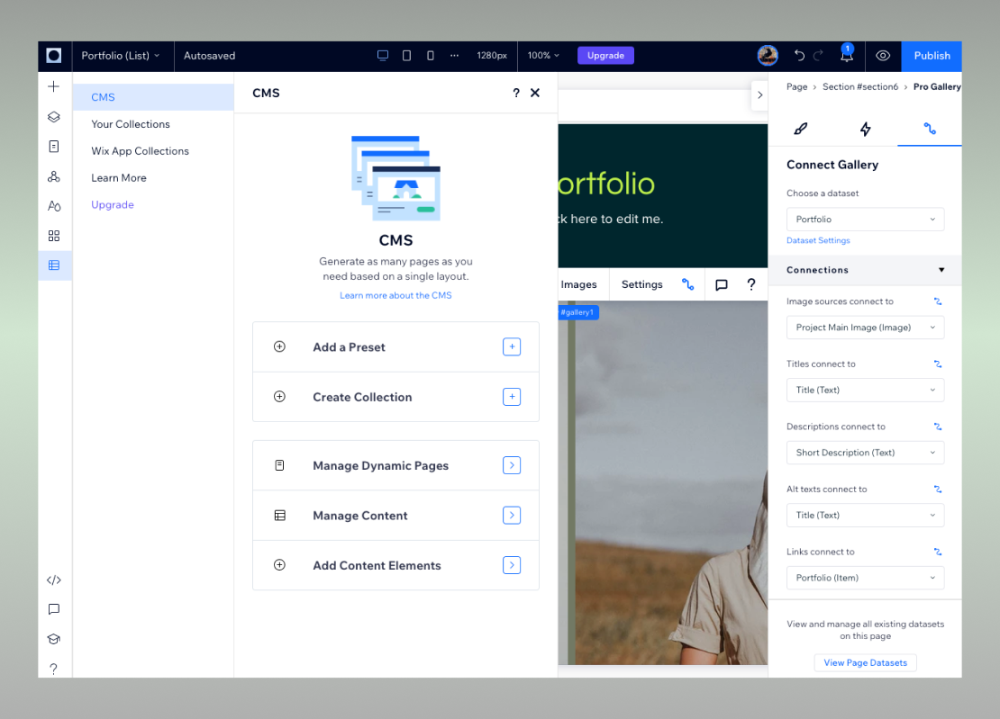 Portfolio (List)
Autosaved
1280px
100%
Upgrade
1
Publish
CMS
Your Collections
Wix App Collections
Learn More
Upgrade
CMS
?
CMS
Generate as many pages as you
need based on a single layout.
Learn more about the CMS
Add a Preset
Create Collection
Manage Dynamic Pages
Manage Content
Add Content Elements
ortfolio
ck here to edit me.
Images
Settings
?
#gallery1
Page > Section #section6 > Pro Gallery
Connect Gallery
Choose a dataset
Portfolio
Dataset Settings
Connections
Image sources connect to
Project Main Image (Image)
Titles connect to
Title (Text)
Descriptions connect to
Short Description (Text)
Alt texts connect to
Title (Text)
Links connect to
Portfolio (Item)
View and manage all existing datasets
on this page
View Page Datasets
?